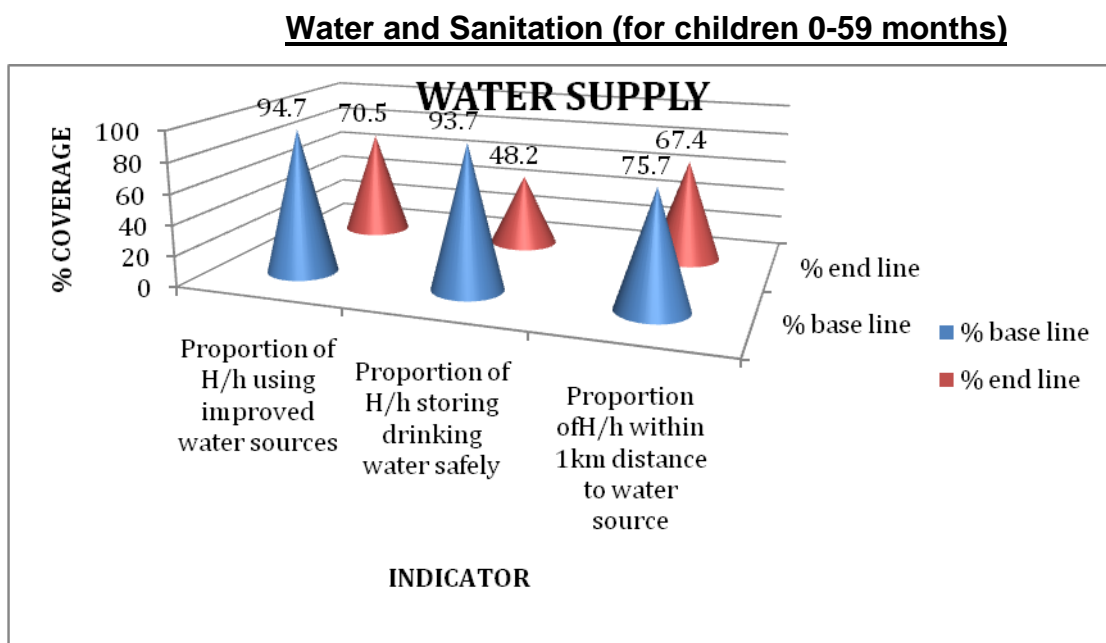 Water and Sanitation (for children 0-59 months)
WATER SUPPLY
94.7
70.5
93.7
48.2
75.7
67.4
% COVERAGE
100
80
60
40
20
0
% end line
% base line
Proportion of
H/h using
improved
water sources
Proportion of
H/h storing
drinking
water safely
Proportion
ofH/h within
1km distance
to water
source
% base line
% end line
INDICATOR